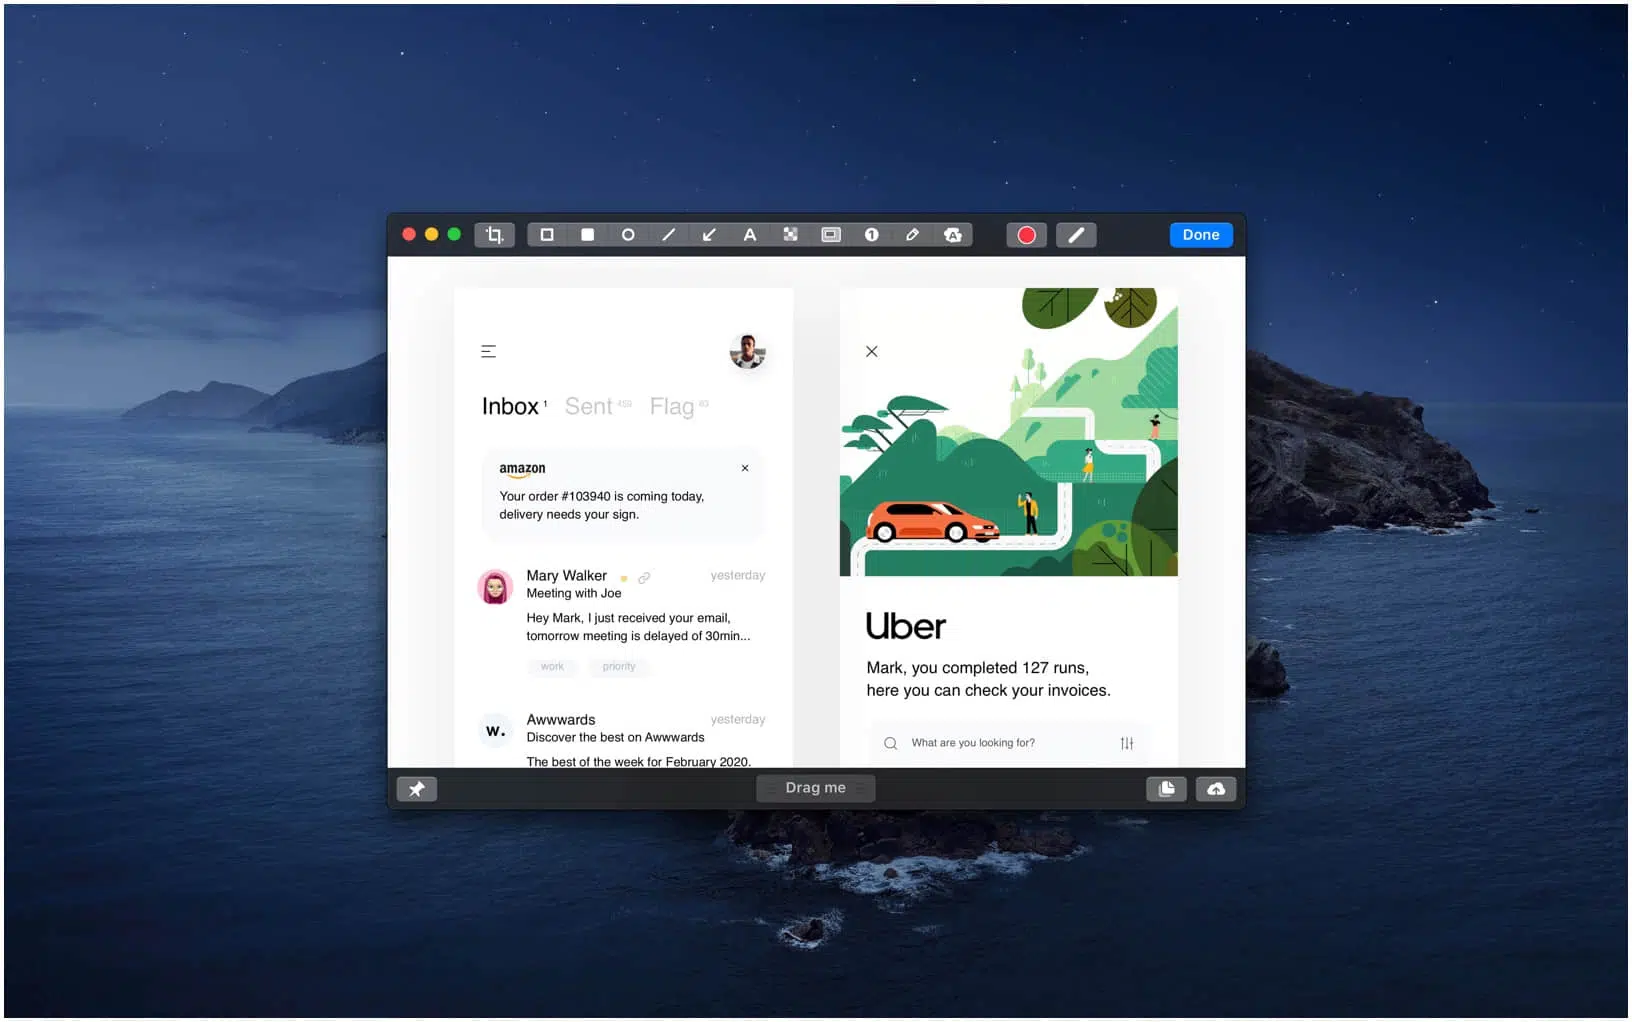 Done
Inbox 1 Sent 459 Flag
amazon
Your order #103940 is coming today,
delivery needs your sign.
Mary Walker yesterday
Meeting with Joe
Hey Mark, I just received your email,
tomorrow meeting is delayed of 30min...
work priority
w. Awwwards yesterday
Discover the best on Awwwards
The best of the week for February 2020.
Uber
Mark, you completed 127 runs,
here you can check your invoices.
What are you looking for?
Drag me